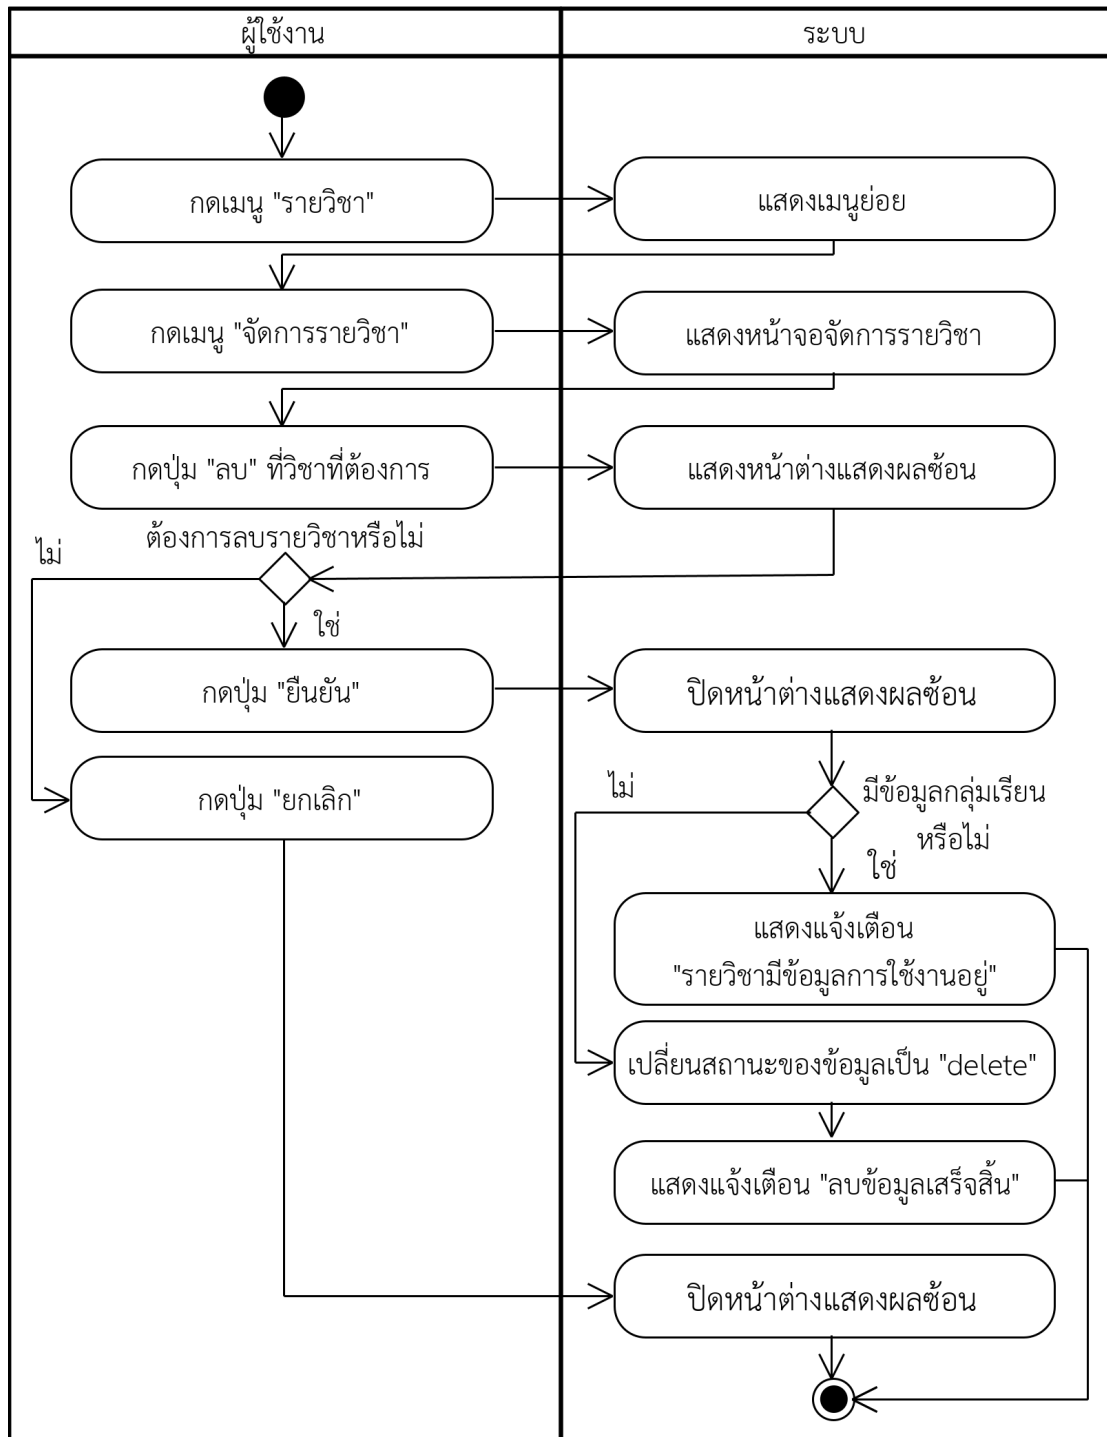 ผู้ใช้งาน
ระบบ
กดเมนู "รายวิชา"
แสดงเมนูย่อย
กดเมนู "จัดการรายวิชา"
แสดงหน้าจอจัดการรายวิชา
กดปุ่ม "ลบ" ที่วิชาที่ต้องการ
แสดงหน้าต่างแสดงผลซ้อน
ต้องการลบรายวิชาหรือไม่
ไม่
ใช่
กดปุ่ม "ยืนยัน"
ปิดหน้าต่างแสดงผลซ้อน
กดปุ่ม "ยกเลิก"
ไม่
มีข้อมูลกลุ่มเรียน
หรือไม่
ใช่
แสดงแจ้งเตือน
"รายวิชามีข้อมูลการใช้งานอยู่"
เปลี่ยนสถานะของข้อมูลเป็น "delete"
แสดงแจ้งเตือน "ลบข้อมูลเสร็จสิ้น"
ปิดหน้าต่างแสดงผลซ้อน